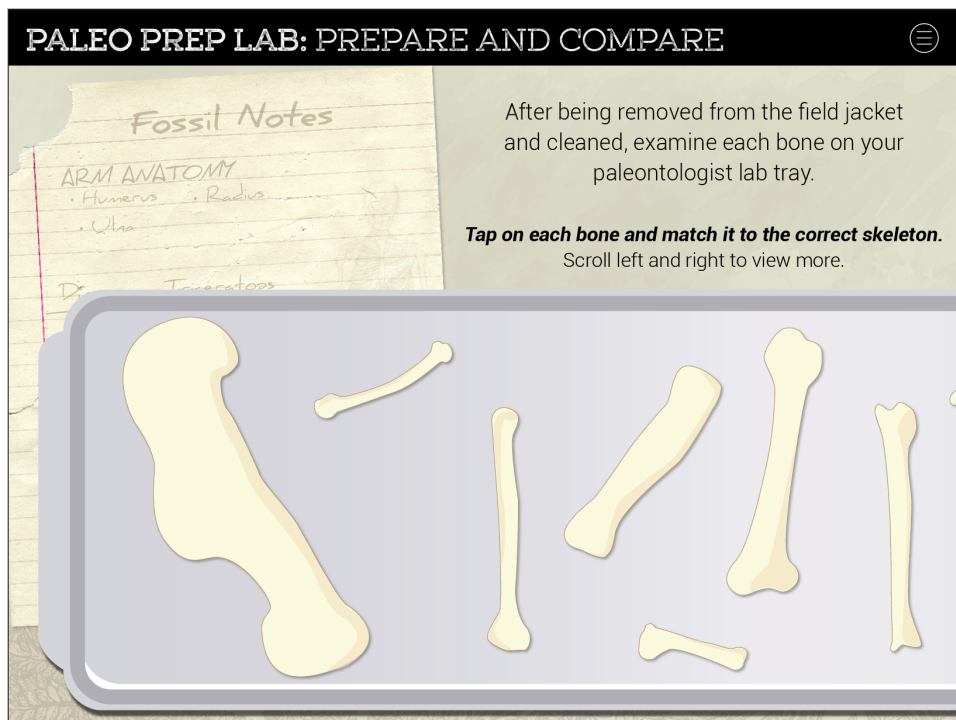 PALEO PREP LAB: PREPARE AND COMPARE
Fossil Notes
ARM ANATOMY
• Humerus • Radius
• Ulna
Triceratops
After being removed from the field jacket
and cleaned, examine each bone on your
paleontologist lab tray.
Tap on each bone and match it to the correct skeleton.
Scroll left and right to view more.